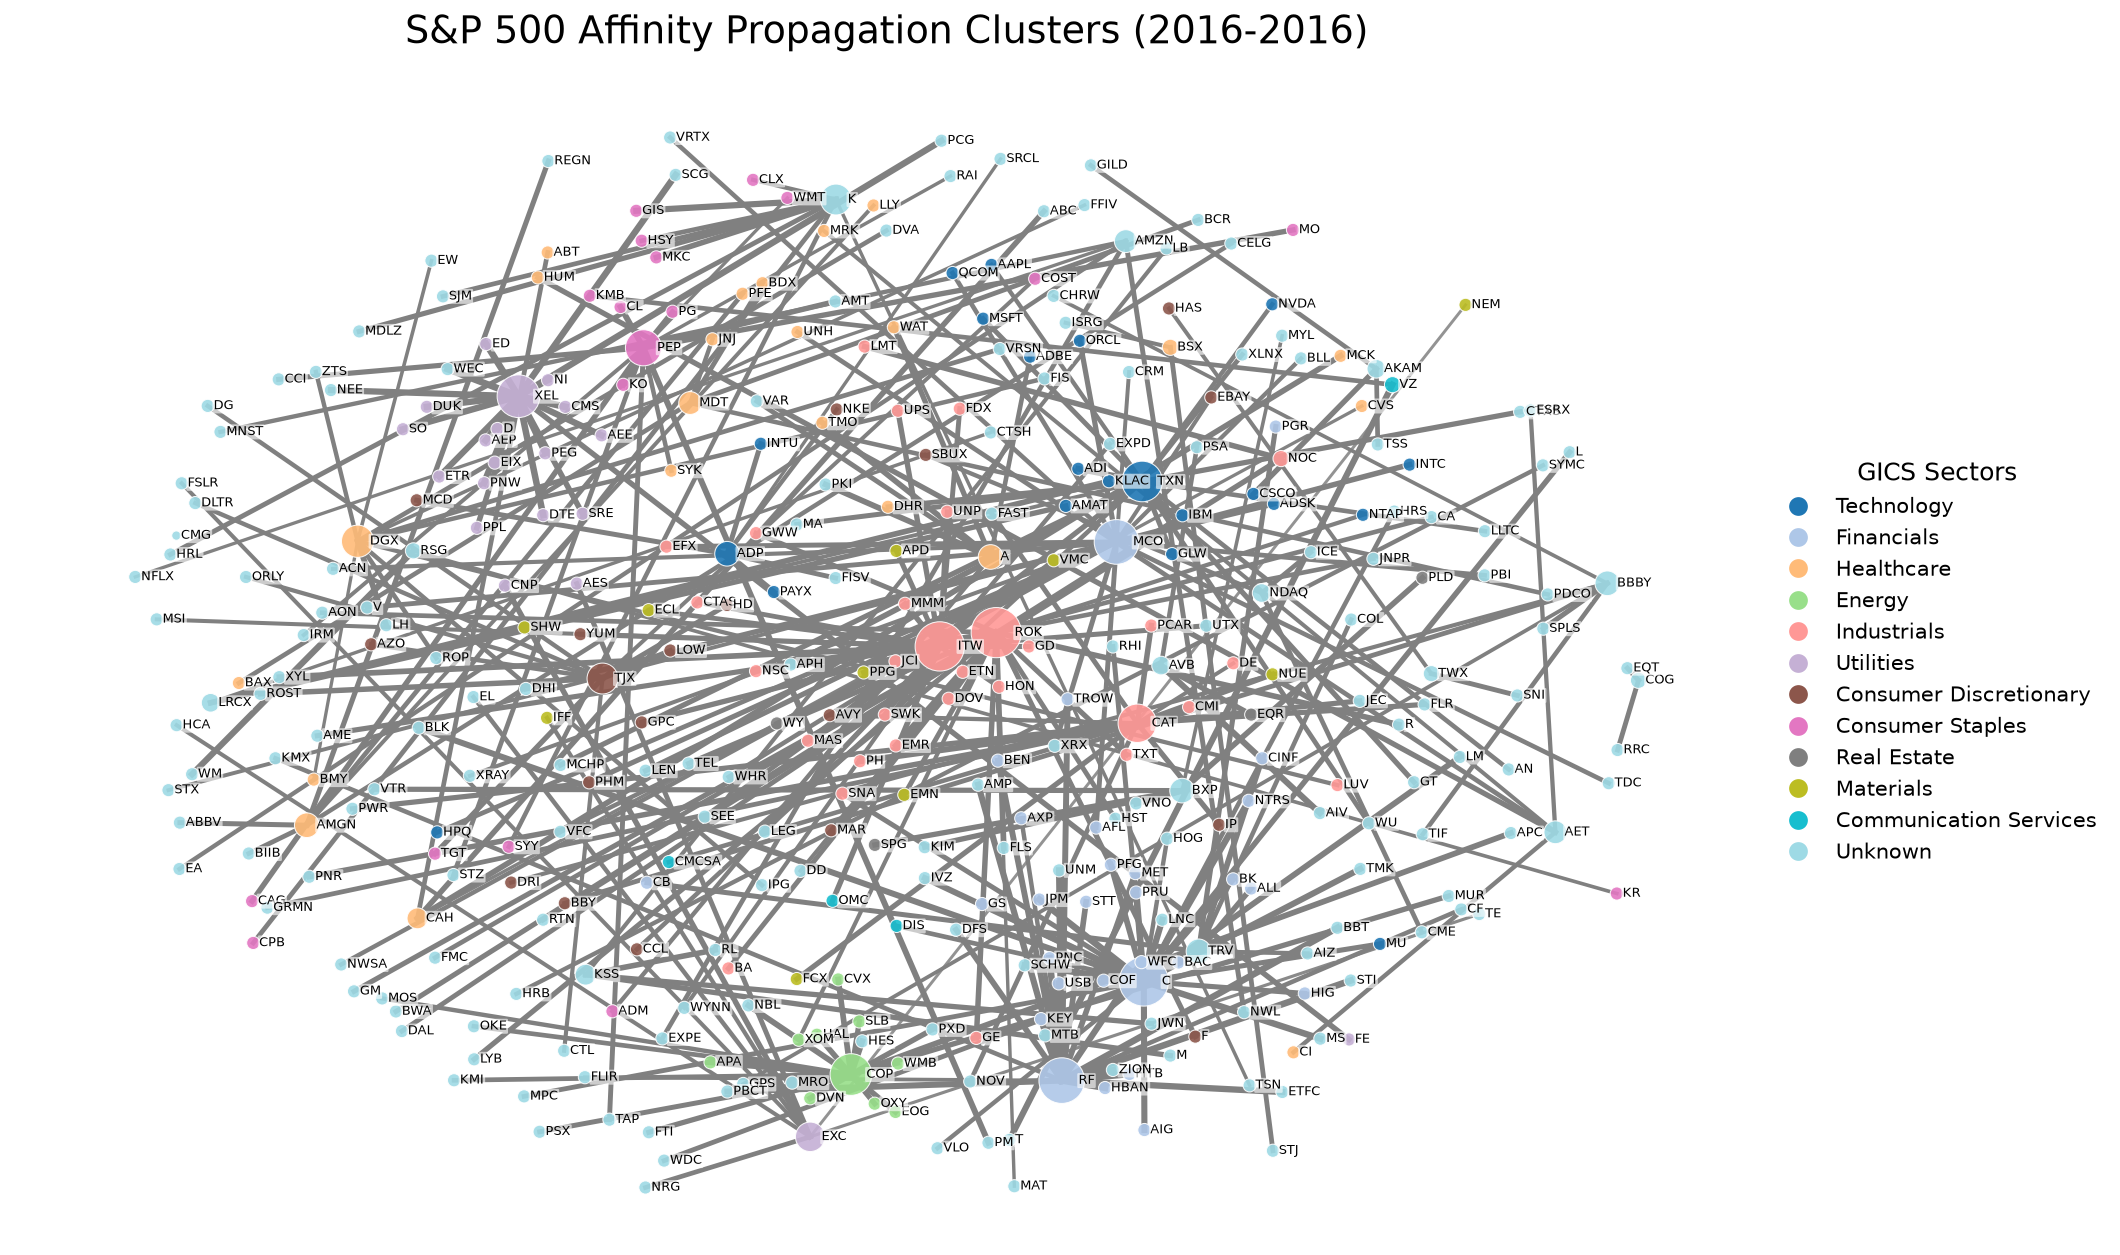 S&P 500 Affinity Propagation Clusters (2016-2016)
VRTX
PCG
SRCL
REGN
GILD
SCG
RAI
CLX
WMT
K
LLY
FFIV
GIS
ABC
BCR
MRK
DVA
MO
HSY
AMZN
LB
CELG
ABT
MKC
EW
AAPL
QCOM
HUM
COST
BDX
PFE
SJM
KMB
CL
AMT
CHRW
NVDA
NEM
PG
HAS
MSFT
ISRG
MDLZ
UNH
WAT
MYL
JNJ
ORCL
ED
PEP
LMT
VRSN
BSX
XLNX
ADBE
BLL
MCK
WEC
AKAM
CCI
ZTS
NI
FIS
CRM
KO
VZ
NEE
XEL
EBAY
DG
DUK
CMS
MDT
VAR
NKE
UPS
FDX
CVS
ESRX
MNST
SO
D
AEP
AEE
TMO
CTSH
PGR
INTU
EXPD
PSA
TSS
PEG
SBUX
L
EIX
NOC
INTC
SYMC
SYK
ADI
ETR
FSLR
PNW
PKI
KLAC
TXN
DLTR
MCD
DHR
AMAT
CSCO
ADSK
DTE
SRE
UNP
FAST
IBM
NTAP
HRS
CA
PPL
MA
LLTC
CMG
GWW
DGX
EFX
MCO
HRL
RSG
ADP
APD
A
VMC
GLW
ICE
JNPR
ACN
NFLX
ORLY
FISV
PLD
PBI
BBBY
CNP
AES
PAYX
NDAQ
PDCO
AON
V
ECL
CTAS
HD
MMM
MSI
LH
SHW
PCAR
UTX
COL
SPLS
IRM
YUM
ROK
AZO
LOW
ITW
GD
RHI
ROP
APH
JCI
DE
AVB
EQT
BAX
XYL
TJX
NSC
PPG
ETN
NUE
TWX
COG
ROST
DHI
HON
LRCX
EL
DOV
TROW
SNI
JEC
FLR
IFF
CMI
HCA
BLK
GPC
WY
AVY
SWK
CAT
EQR
R
AME
MAS
EMR
XRX
RRC
KMX
TXT
CINF
LM
MCHP
TEL
PH
BEN
AN
WM
XRAY
LEN
BMY
WHR
AMP
GT
TDC
STX
VTR
PHM
SNA
EMN
BXP
LUV
PWR
VNO
NTRS
AIV
ABBV
AMGN
SEE
AXP
HST
WU
HPQ
VFC
LEG
MAR
AFL
IP
TIF
APC
AET
HOG
BIIB
TGT
SYY
SPG
KIM
FLS
EA
CMCSA
DD
UNM
PFG
TMK
PNR
STZ
IVZ
MET
DRI
CB
IPG
BK
ALL
CAG
PRU
KR
GRMN
BBY
OMC
GS
JPM
STT
MUR
CAH
RTN
LNC
CF
TE
DIS
DFS
BBT
CME
CPB
MU
CCL
RL
TRV
AIZ
FMC
PNC
NWSA
BA
SCHW
WFC
BAC
KSS
FCX
CVX
COF
C
STI
USB
GM
HRB
HIG
MOS
WYNN
NBL
BWA
ADM
NWL
SLB
KEY
JWN
OKE
DAL
PXD
HAL
MTB
F
EXPE
XOM
HES
GE
MS
FE
CTL
M
CI
LYB
APA
WMB
ZION
COP
KMI
FLIR
MRO
NOV
RF
GPS
PBCT
HBAN
TSN
ETFC
MPC
DVN
OXY
EOG
TAP
PSX
FTI
EXC
AIG
PM
T
VLO
STJ
WDC
NRG
MAT
GICS Sectors
Technology
Financials
Healthcare
Energy
Industrials
Utilities
Consumer Discretionary
Consumer Staples
Real Estate
Materials
Communication Services
Unknown